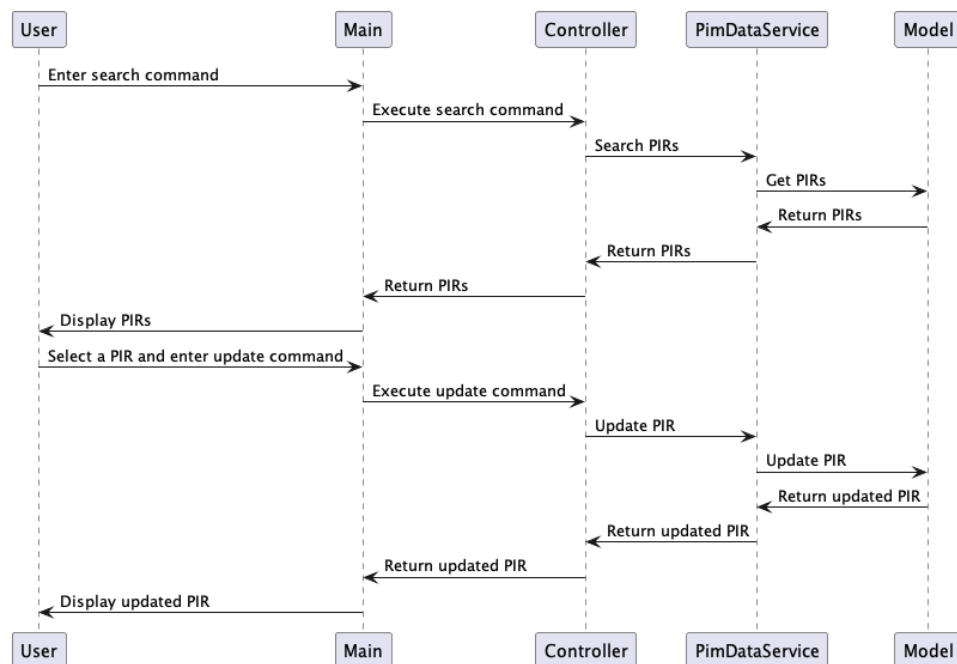 User Main Controller PimDataService Model
Enter search command
Execute search command
Search PIRs
Get PIRs
Return PIRs
Return PIRs
Return PIRs
Display PIRs
Select a PIR and enter update command
Execute update command
Update PIR
Update PIR
Return updated PIR
Return updated PIR
Return updated PIR
Display updated PIR
User Main Controller PimDataService Model